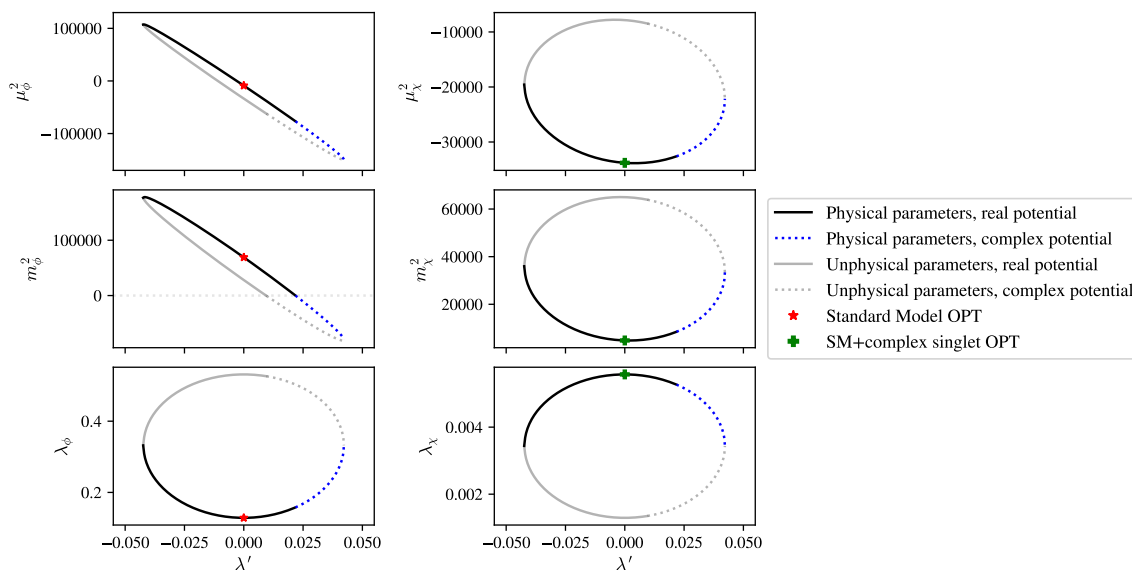 100000
0
−100000
μ²_ϕ
−10000
−20000
−30000
μ²_χ
100000
0
m²_ϕ
60000
40000
20000
m²_χ
Physical parameters, real potential
Physical parameters, complex potential
Unphysical parameters, real potential
Unphysical parameters, complex potential
Standard Model OPT
SM+complex singlet OPT
0.4
0.2
λ_ϕ
−0.050 −0.025 0.000 0.025 0.050
λ′
0.004
0.002
λ_χ
−0.050 −0.025 0.000 0.025 0.050
λ′